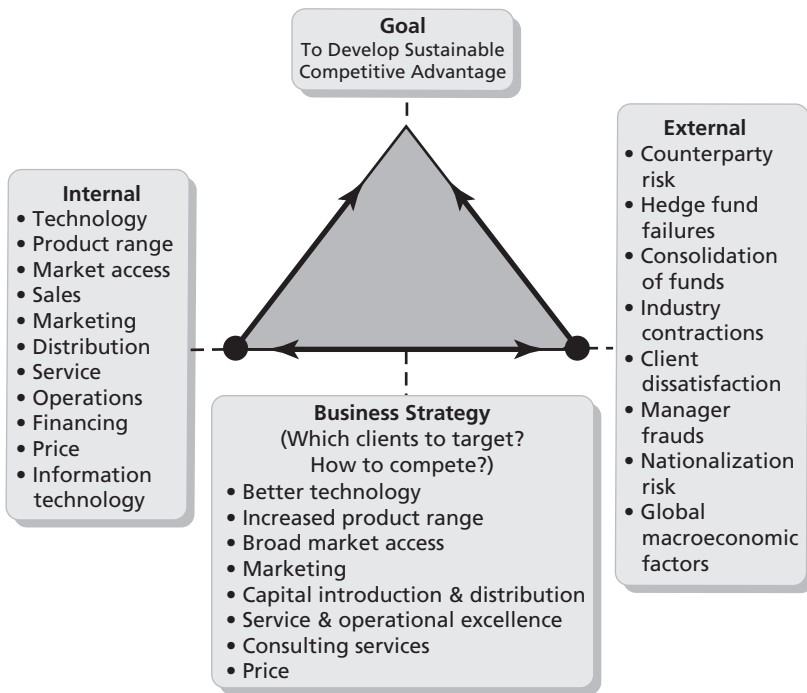 Goal
To Develop Sustainable
Competitive Advantage
Internal
• Technology
• Product range
• Market access
• Sales
• Marketing
• Distribution
• Service
• Operations
• Financing
• Price
• Information
technology
External
• Counterparty
risk
• Hedge fund
failures
• Consolidation
of funds
• Industry
contractions
• Client
dissatisfaction
• Manager
frauds
• Nationalization
risk
• Global
macroeconomic
factors
Business Strategy
(Which clients to target?
How to compete?)
• Better technology
• Increased product range
• Broad market access
• Marketing
• Capital introduction & distribution
• Service & operational excellence
• Consulting services
• Price